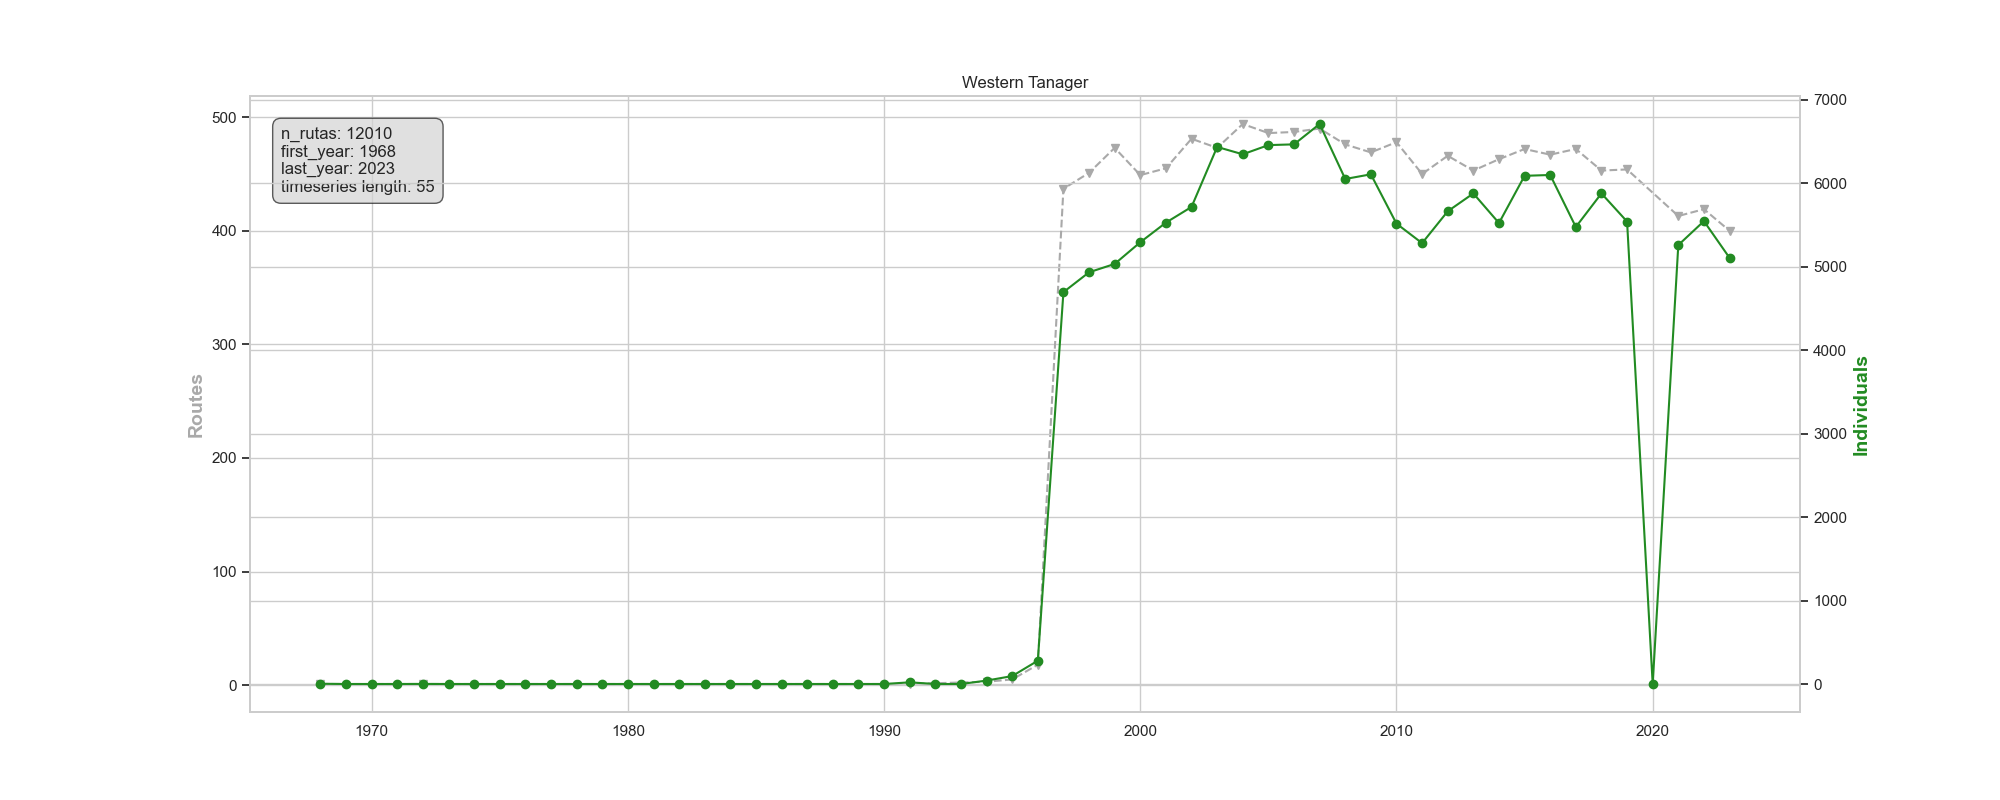 Western Tanager
n_rutas: 12010
first_year: 1968
last_year: 2023
timeseries length: 55
Routes
500
400
300
200
100
0
7000
6000
5000
4000
3000
2000
1000
0
Individuals
1970
1980
1990
2000
2010
2020